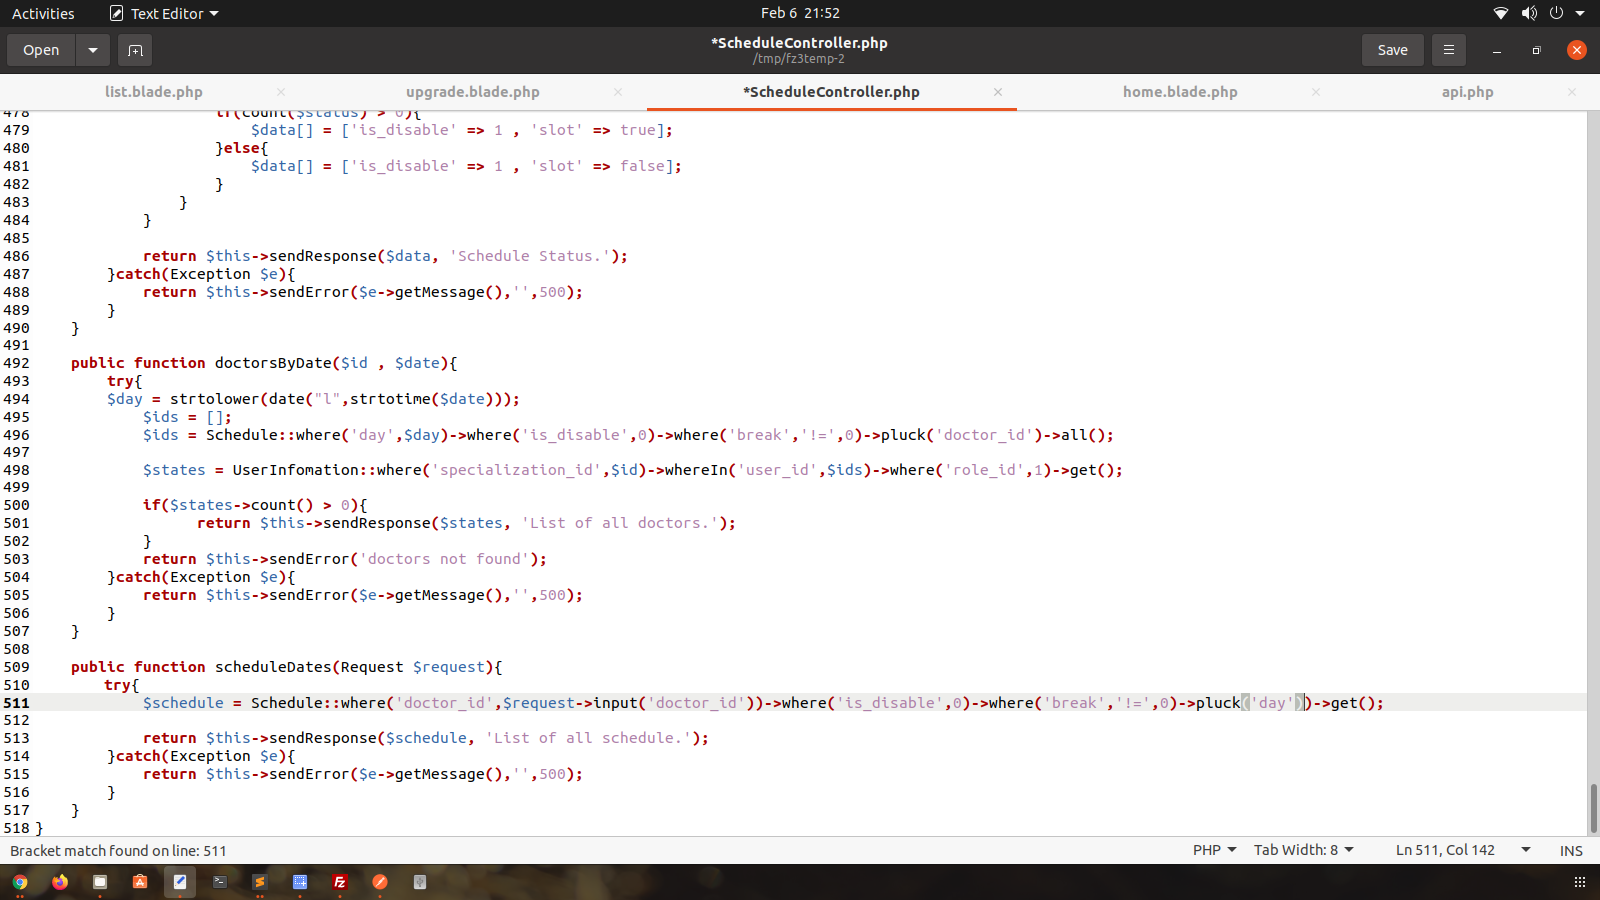 Activities Text Editor Feb 6 21:52
Open *ScheduleController.php Save
/tmp/fz3temp-2
list.blade.php upgrade.blade.php *ScheduleController.php home.blade.php api.php
478 if(count($status) > 0){
479 $data[] = ['is_disable' => 1 , 'slot' => true];
480 }else{
481 $data[] = ['is_disable' => 1 , 'slot' => false];
482 }
483 }
484 }
485
486 return $this->sendResponse($data, 'Schedule Status.');
487 }catch(Exception $e){
488 return $this->sendError($e->getMessage(),'',500);
489 }
490 }
491
492 public function doctorsByDate($id , $date){
493 try{
494 $day = strtolower(date("l",strtotime($date)));
495 $ids = [];
496 $ids = Schedule::where('day',$day)->where('is_disable',0)->where('break','!=',0)->pluck('doctor_id')->all();
497
498 $states = UserInfomation::where('specialization_id',$id)->whereIn('user_id',$ids)->where('role_id',1)->get();
499
500 if($states->count() > 0){
501 return $this->sendResponse($states, 'List of all doctors.');
502 }
503 return $this->sendError('doctors not found');
504 }catch(Exception $e){
505 return $this->sendError($e->getMessage(),'',500);
506 }
507 }
508
509 public function scheduleDates(Request $request){
510 try{
511 $schedule = Schedule::where('doctor_id',$request->input('doctor_id'))->where('is_disable',0)->where('break','!=',0)->pluck('day'))->get();
512
513 return $this->sendResponse($schedule, 'List of all schedule.');
514 }catch(Exception $e){
515 return $this->sendError($e->getMessage(),'',500);
516 }
517 }
518 }
Bracket match found on line: 511 PHP Tab Width: 8 Ln 511, Col 142 INS